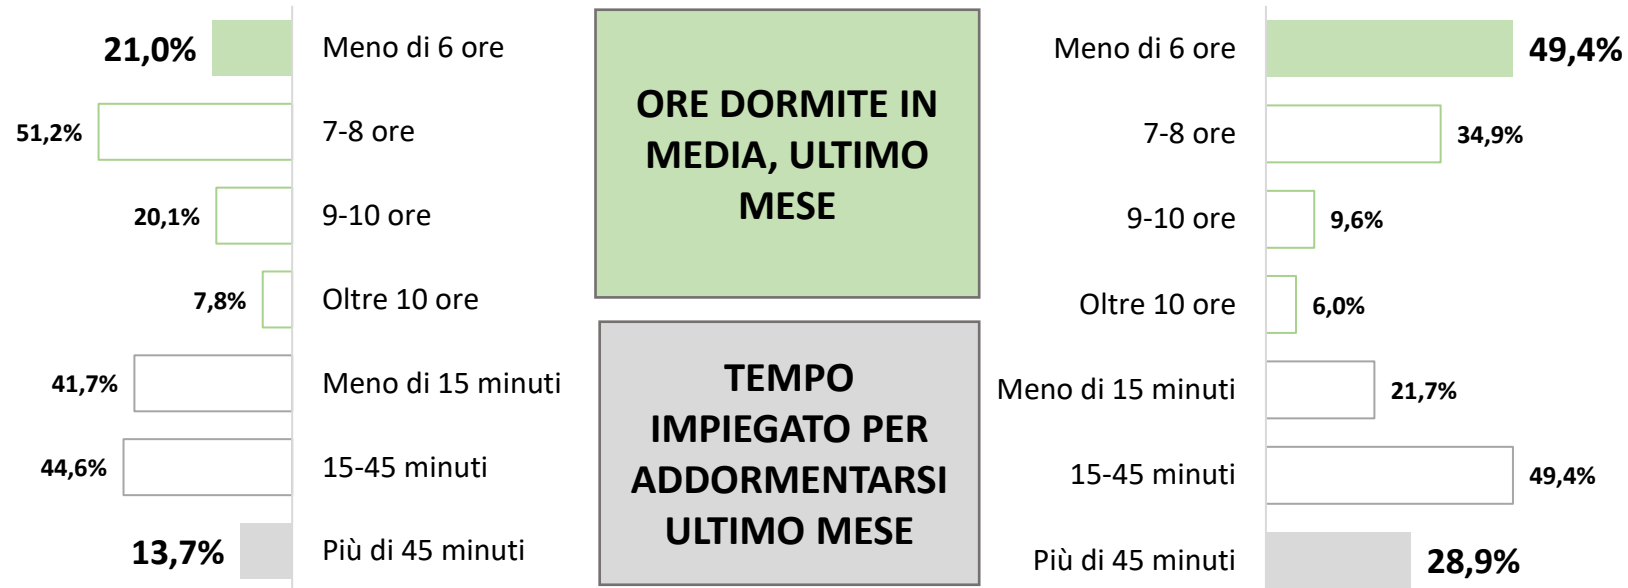 21,0%
Meno di 6 ore
51,2%
7-8 ore
20,1%
9-10 ore
7,8%
Oltre 10 ore
41,7%
Meno di 15 minuti
44,6%
15-45 minuti
13,7%
Più di 45 minuti
ORE DORMITE IN
MEDIA, ULTIMO
MESE
TEMPO
IMPIEGATO PER
ADDORMENTARSI
ULTIMO MESE
Meno di 6 ore
49,4%
7-8 ore
34,9%
9-10 ore
9,6%
Oltre 10 ore
6,0%
Meno di 15 minuti
21,7%
15-45 minuti
49,4%
Più di 45 minuti
28,9%